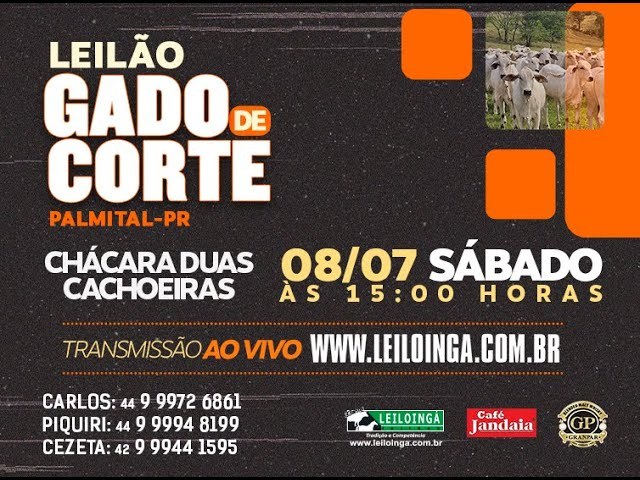 LEILÃO
GADO DE
CORTE
PALMITAL-PR
CHÁCARA DUAS
CACHOEIRAS
08/07 SÁBADO
ÀS 15:00 HORAS
TRANSMISSÃO AO VIVO WWW.LEILOINGA.COM.BR
CARLOS: 44 9 9972 6861
PIQUIRI: 44 9 9994 8199
CEZETA: 42 9 9944 1595
LEILOINGÁ
Tradição e Competência
www.leiloinga.com.br
Café
Jandaia
GP
GRANPAR